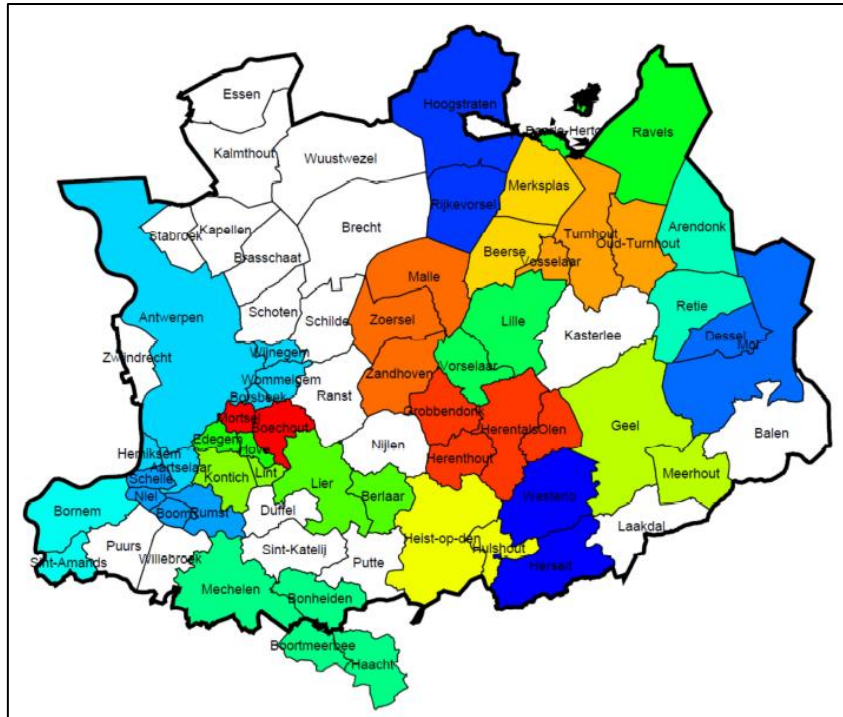 Essen
Hoogstraten
Kalmthout
Ravels
Wuustwezel
Merksplas
Rijkevorsel
Brecht
Stabroek
Kapellen
Turnhout
Arendonk
Oud-Turnhout
Brasschaat
Beerse
Vosselaar
Malle
Antwerpen
Schoten
Schilde
Zoersel
Lille
Retie
Kasterlee
Dessel
Mol
Zwijndrecht
Wijnegem
Wommelgem
Vorselaar
Zandhoven
Ranst
Borsbeek
Grobbendonk
Mortsel
Boechout
Herentals
Olen
Geel
Edegem
Hove
Nijlen
Balen
Hemiksem
Aartselaar
Herenthout
Kontich
Lint
Lier
Meerhout
Schelle
Niel
Berlaar
Westerlo
Bornem
Boom
Rumst
Duffel
Laakdal
Heist-op-den
Hulshout
Puurs
Willebroek
Sint-Katelij
Sint-Amands
Putte
Herselt
Mechelen
Bonheiden
Boortmeerbee
Haacht